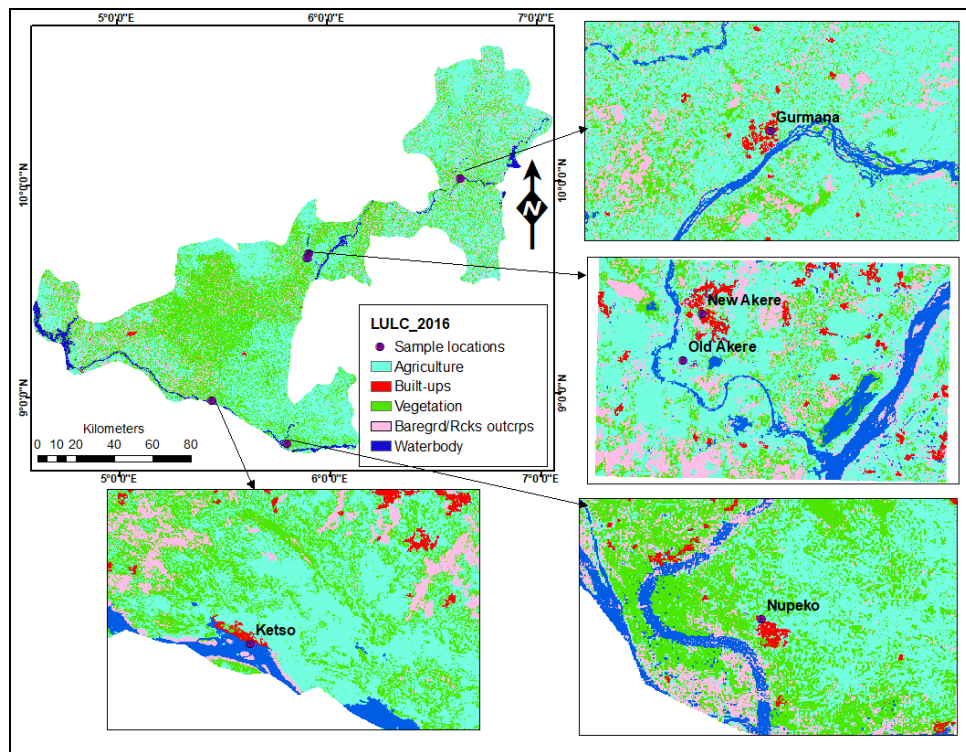 5°0'0"E 6°0'0"E 7°0'0"E
10°0'0"N
10°0'0"N
9°0'0"N
9°0'0"N
N
LULC_2016
Sample locations
Agriculture
Built-ups
Vegetation
Baregrd/Rcks outcrps
Waterbody
Kilometers
0 10 20 40 60 80
5°0'0"E 6°0'0"E 7°0'0"E
Gurmana
New Akere
Old Akere
Ketso
Nupeko